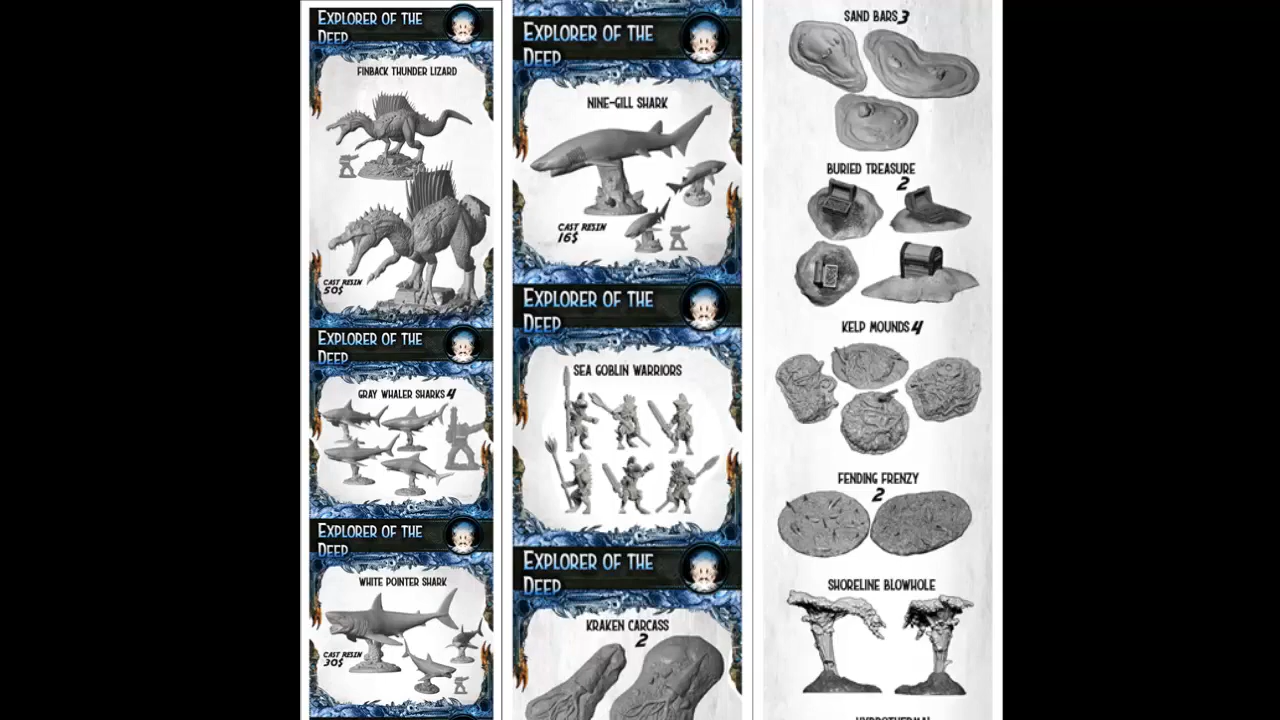 EXPLORER OF THE
DEEP
FINBACK THUNDER LIZARD
CAST RESIN
50$
EXPLORER OF THE
DEEP
GRAY WHALER SHARKS 4
EXPLORER OF THE
DEEP
WHITE POINTER SHARK
CAST RESIN
30$
EXPLORER OF THE
DEEP
NINE-GILL SHARK
CAST RESIN
16$
EXPLORER OF THE
DEEP
SEA GOBLIN WARRIORS
EXPLORER OF THE
DEEP
KRAKEN CARCASS
2
SAND BARS 3
BURIED TREASURE
2
KELP MOUNDS 4
FENDING FRENZY
2
SHORELINE BLOWHOLE